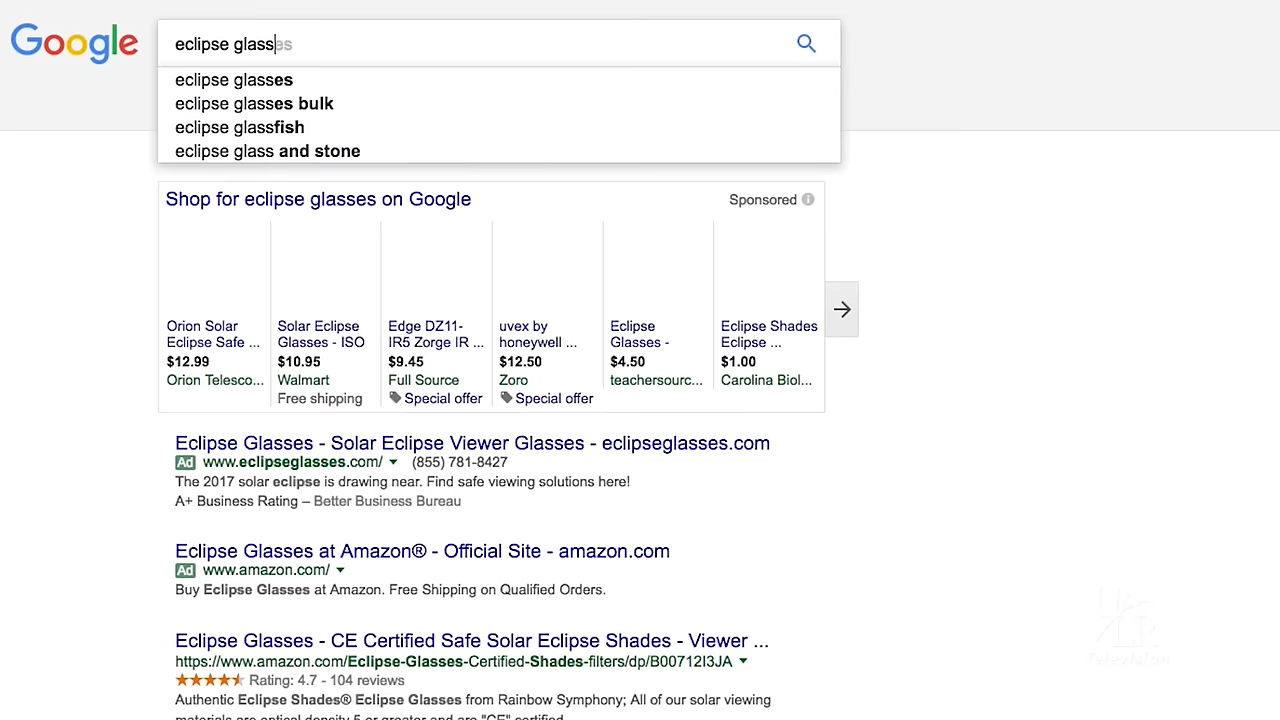 Google
eclipse glasses
eclipse glasses
eclipse glasses bulk
eclipse glassfish
eclipse glass and stone
Shop for eclipse glasses on Google
Sponsored
Orion Solar
Eclipse Safe ...
$12.99
Orion Telesco...
Solar Eclipse
Glasses - ISO
$10.95
Walmart
Free shipping
Edge DZ11-
IR5 Zorge IR ...
$9.45
Full Source
Special offer
uvex by
honeywell ...
$12.50
Zoro
Special offer
Eclipse
Glasses -
$4.50
teachersourc...
Eclipse Shades
Eclipse ...
$1.00
Carolina Biol...
Eclipse Glasses - Solar Eclipse Viewer Glasses - eclipseglasses.com
Ad www.eclipseglasses.com/ (855) 781-8427
The 2017 solar eclipse is drawing near. Find safe viewing solutions here!
A+ Business Rating – Better Business Bureau
Eclipse Glasses at Amazon® - Official Site - amazon.com
Ad www.amazon.com/
Buy Eclipse Glasses at Amazon. Free Shipping on Qualified Orders.
Eclipse Glasses - CE Certified Safe Solar Eclipse Shades - Viewer ...
https://www.amazon.com/Eclipse-Glasses-Certified-Shades-filters/dp/B00712I3JA
Rating: 4.7 - 104 reviews
Authentic Eclipse Shades® Eclipse Glasses from Rainbow Symphony; All of our solar viewing
materials are optical density 5 or greater and are "CE" certified
Television